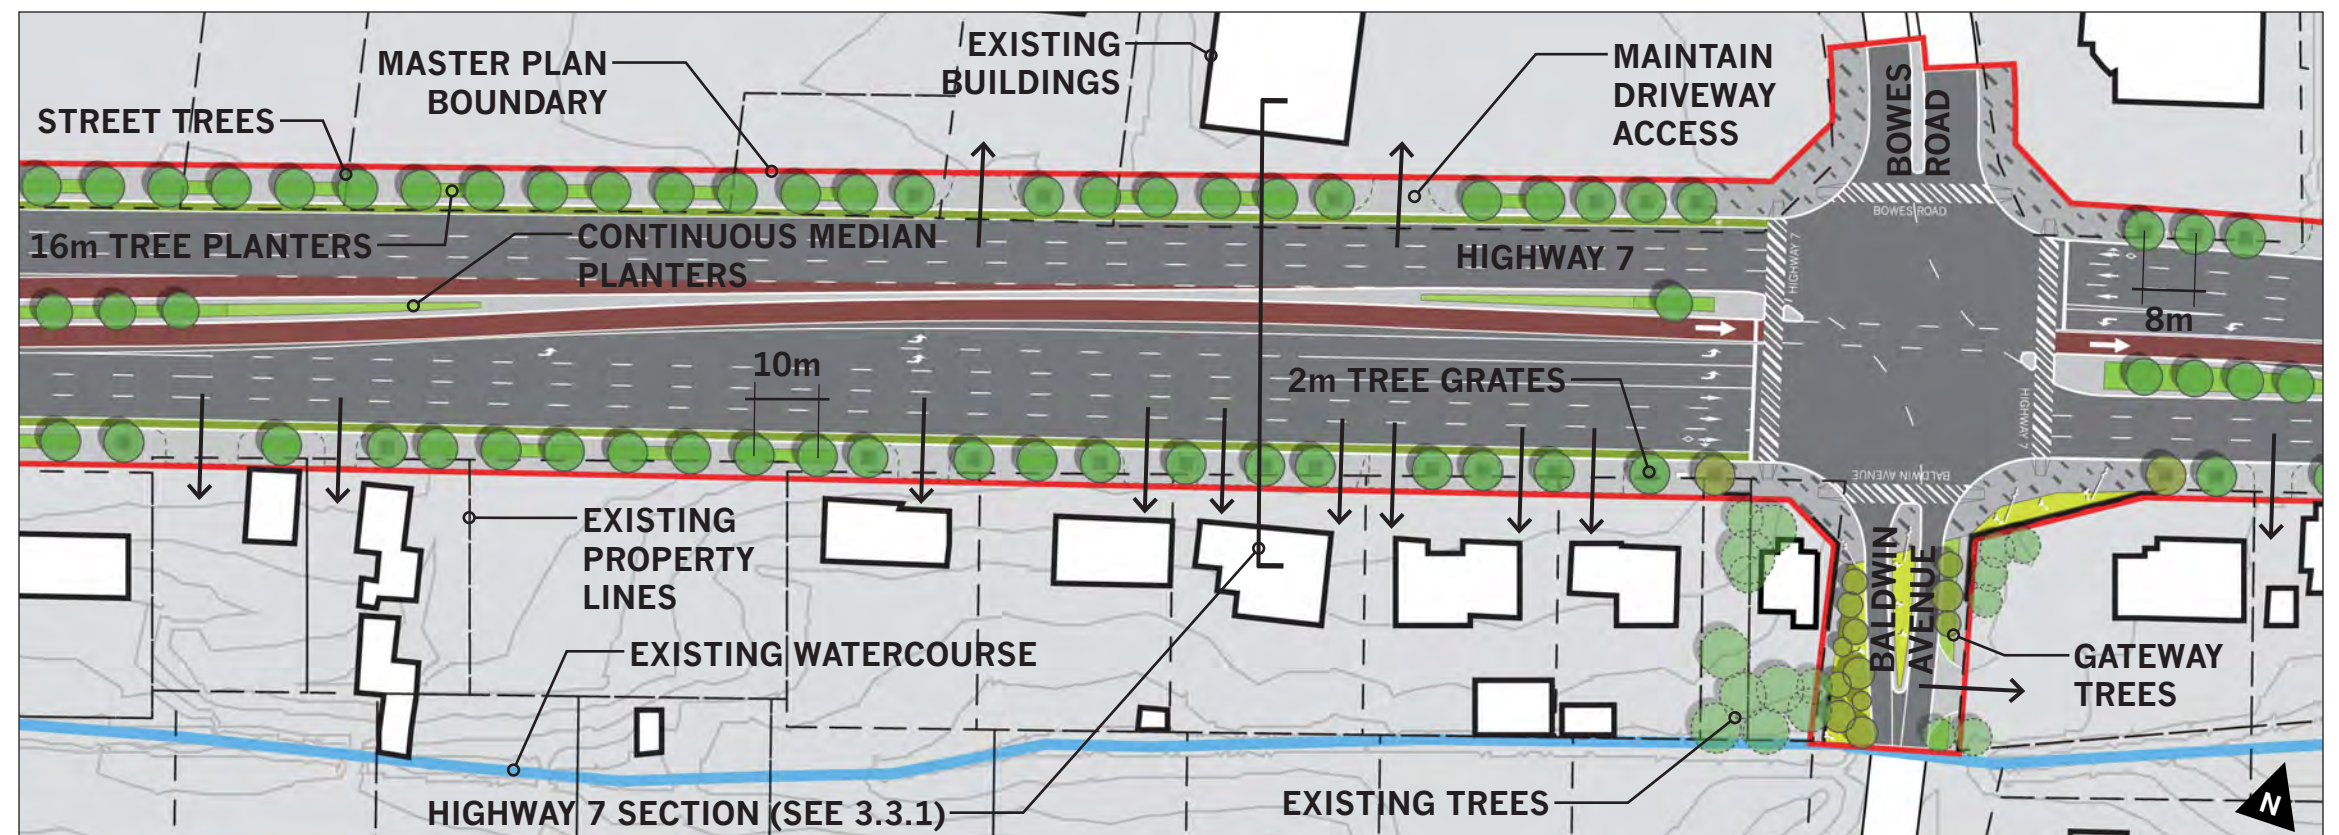 EXISTING
BUILDINGS
MAINTAIN
DRIVEWAY
ACCESS
MASTER PLAN
BOUNDARY
STREET TREES
BOWES
ROAD
BOWES ROAD
16m TREE PLANTERS
CONTINUOUS MEDIAN
PLANTERS
HIGHWAY 7
HIGHWAY 7
8m
10m
2m TREE GRATES
HIGHWAY 7
BALDWIN AVENUE
EXISTING
PROPERTY
LINES
BALDWIN
AVENUE
EXISTING WATERCOURSE
GATEWAY
TREES
HIGHWAY 7 SECTION (SEE 3.3.1)
EXISTING TREES
N